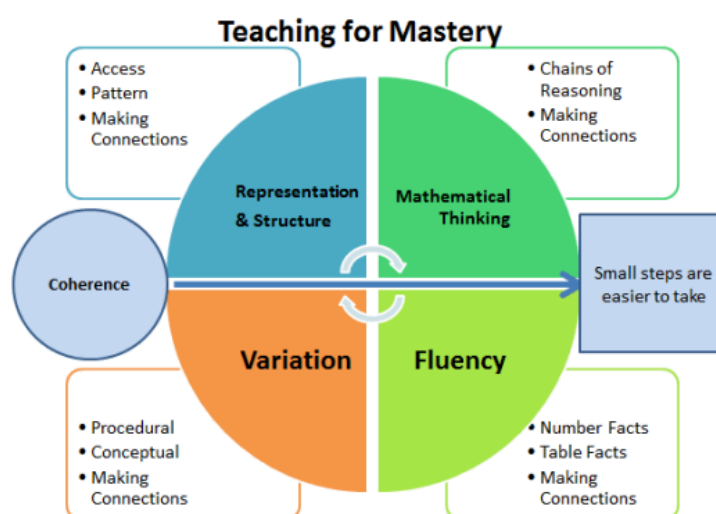 Teaching for Mastery
• Access
• Pattern
• Making
Connections
• Chains of
Reasoning
• Making
Connections
Representation
& Structure
Mathematical
Thinking
Coherence
Small steps are
easier to take
Variation
Fluency
• Procedural
• Conceptual
• Making
Connections
• Number Facts
• Table Facts
• Making
Connections